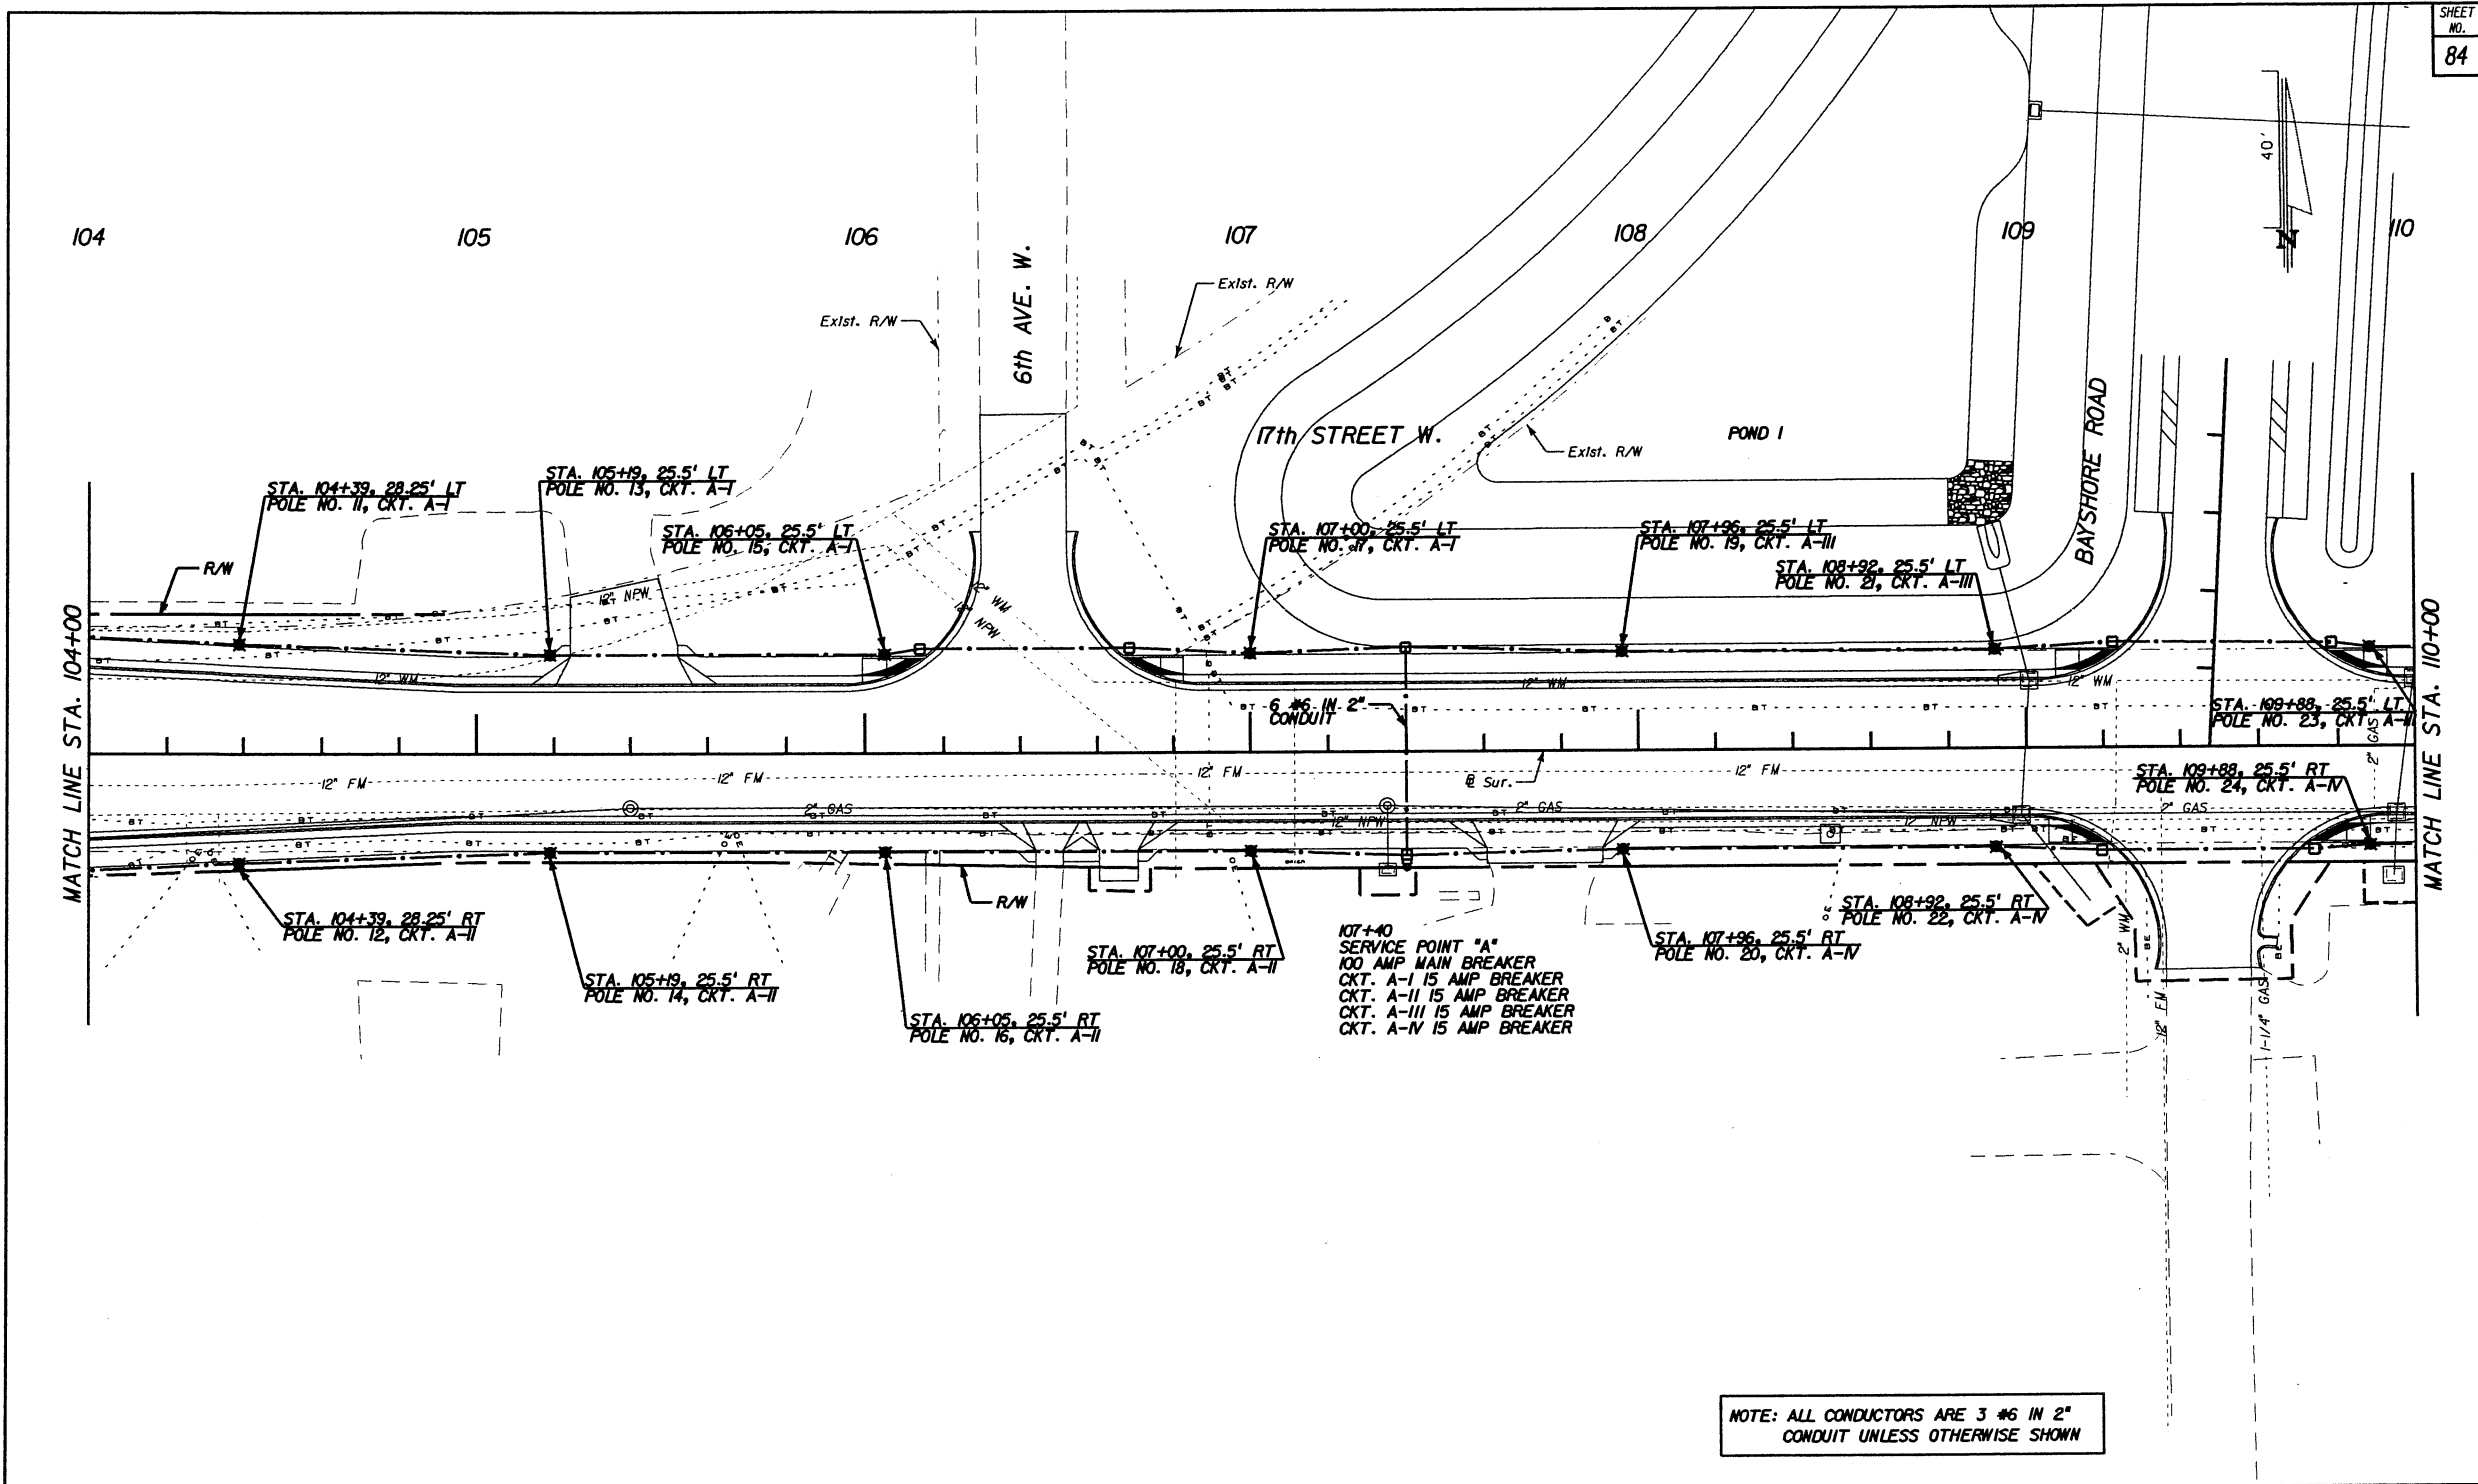 SHEET
NO.
84
40'
N
104
105
106
107
108
109
110
6th AVE. W.
Exist. R/W
Exist. R/W
17th STREET W.
Exist. R/W
POND 1
BAYSHORE ROAD
STA. 104+39, 28.25' LT
POLE NO. 11, CKT. A-I
STA. 105+19, 25.5' LT
POLE NO. 13, CKT. A-I
STA. 106+05, 25.5' LT
POLE NO. 15, CKT. A-I
STA. 107+00, 25.5' LT
POLE NO. 17, CKT. A-I
STA. 107+96, 25.5' LT
POLE NO. 19, CKT. A-III
STA. 108+92, 25.5' LT
POLE NO. 21, CKT. A-III
STA. 109+88, 25.5' LT
POLE NO. 23, CKT. A-III
R/W
MATCH LINE STA. 104+00
MATCH LINE STA. 110+00
12" NPW
12" WM
12" WM
12" NPW
12" WM
12" WM
6 #6 IN 2"
CONDUIT
2" GAS
12" FM
12" FM
12" FM
12" FM
℄ Sur.
STA. 109+88, 25.5' RT
POLE NO. 24, CKT. A-IV
2" GAS
2" GAS
2" GAS
12" NPW
12" NPW
R/W
STA. 104+39, 28.25' RT
POLE NO. 12, CKT. A-II
STA. 105+19, 25.5' RT
POLE NO. 14, CKT. A-II
STA. 106+05, 25.5' RT
POLE NO. 16, CKT. A-II
STA. 107+00, 25.5' RT
POLE NO. 18, CKT. A-II
107+40
SERVICE POINT "A"
100 AMP MAIN BREAKER
CKT. A-I 15 AMP BREAKER
CKT. A-II 15 AMP BREAKER
CKT. A-III 15 AMP BREAKER
CKT. A-IV 15 AMP BREAKER
STA. 107+96, 25.5' RT
POLE NO. 20, CKT. A-IV
STA. 108+92, 25.5' RT
POLE NO. 22, CKT. A-IV
2" WM
BE
BE
12" FM
1-1/4" GAS
NOTE: ALL CONDUCTORS ARE 3 #6 IN 2"
CONDUIT UNLESS OTHERWISE SHOWN